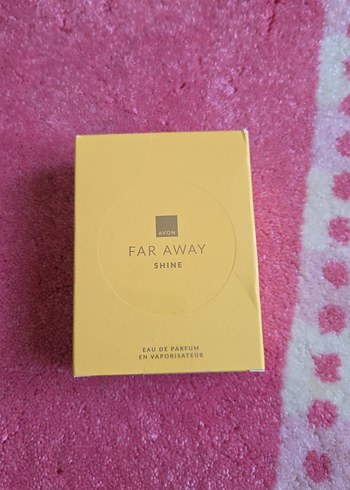 AVON
FAR AWAY
SHINE
EAU DE PARFUM
EN VAPORISATEUR